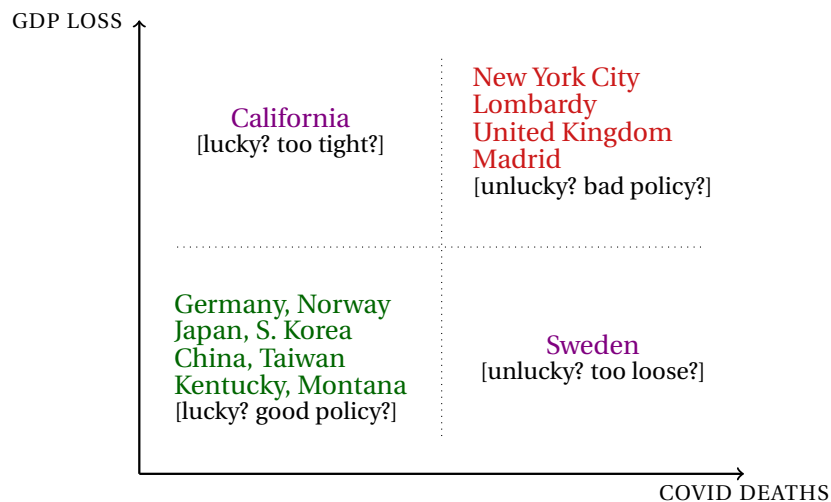 GDP LOSS
California
[lucky? too tight?]
New York City
Lombardy
United Kingdom
Madrid
[unlucky? bad policy?]
Germany, Norway
Japan, S. Korea
China, Taiwan
Kentucky, Montana
[lucky? good policy?]
Sweden
[unlucky? too loose?]
COVID DEATHS